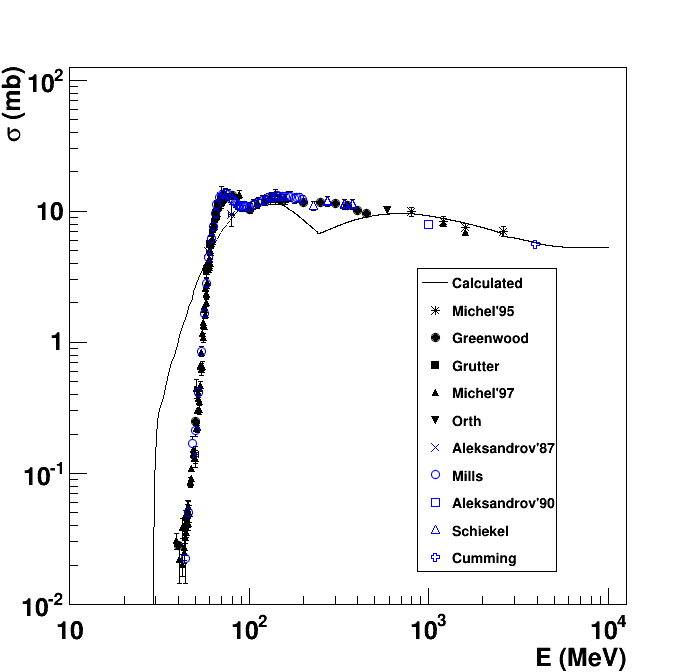 σ (mb)
10²
10
1
10⁻¹
10⁻²
Calculated
Michel'95
Greenwood
Grutter
Michel'97
Orth
Aleksandrov'87
Mills
Aleksandrov'90
Schiekel
Cumming
10 10² 10³ 10⁴
E (MeV)